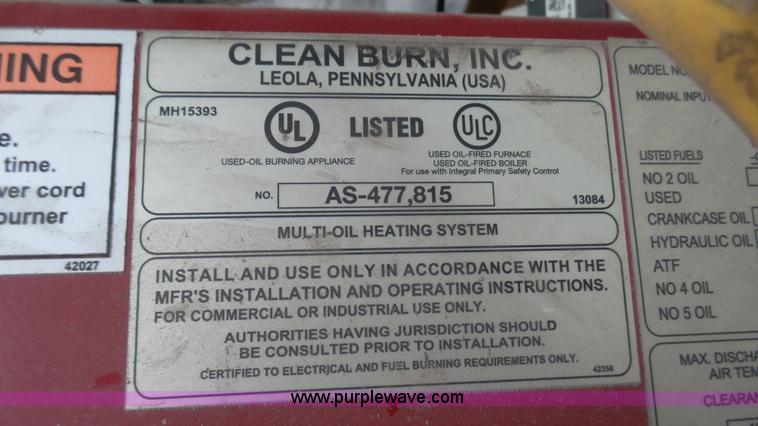 NING
e.
time.
ver cord
burner
42027
CLEAN BURN, INC.
LEOLA, PENNSYLVANIA (USA)
MH15393
UL
LISTED
ULC
USED-OIL BURNING APPLIANCE
USED OIL-FIRED FURNACE
USED OIL-FIRED BOILER
For use with Integral Primary Safety Control
NO. AS-477,815
13084
MULTI-OIL HEATING SYSTEM
INSTALL AND USE ONLY IN ACCORDANCE WITH THE
MFR'S INSTALLATION AND OPERATING INSTRUCTIONS.
FOR COMMERCIAL OR INDUSTRIAL USE ONLY.
AUTHORITIES HAVING JURISDICTION SHOULD
BE CONSULTED PRIOR TO INSTALLATION.
CERTIFIED TO ELECTRICAL AND FUEL BURNING REQUIREMENTS ONLY.
42358
MODEL NO
NOMINAL INPU
LISTED FUELS
NO 2 OIL
USED
CRANKCASE OIL
HYDRAULIC OIL
ATF
NO 4 OIL
NO 5 OIL
MAX. DISCHA
AIR TEM
CLEARAN
www.purplewave.com